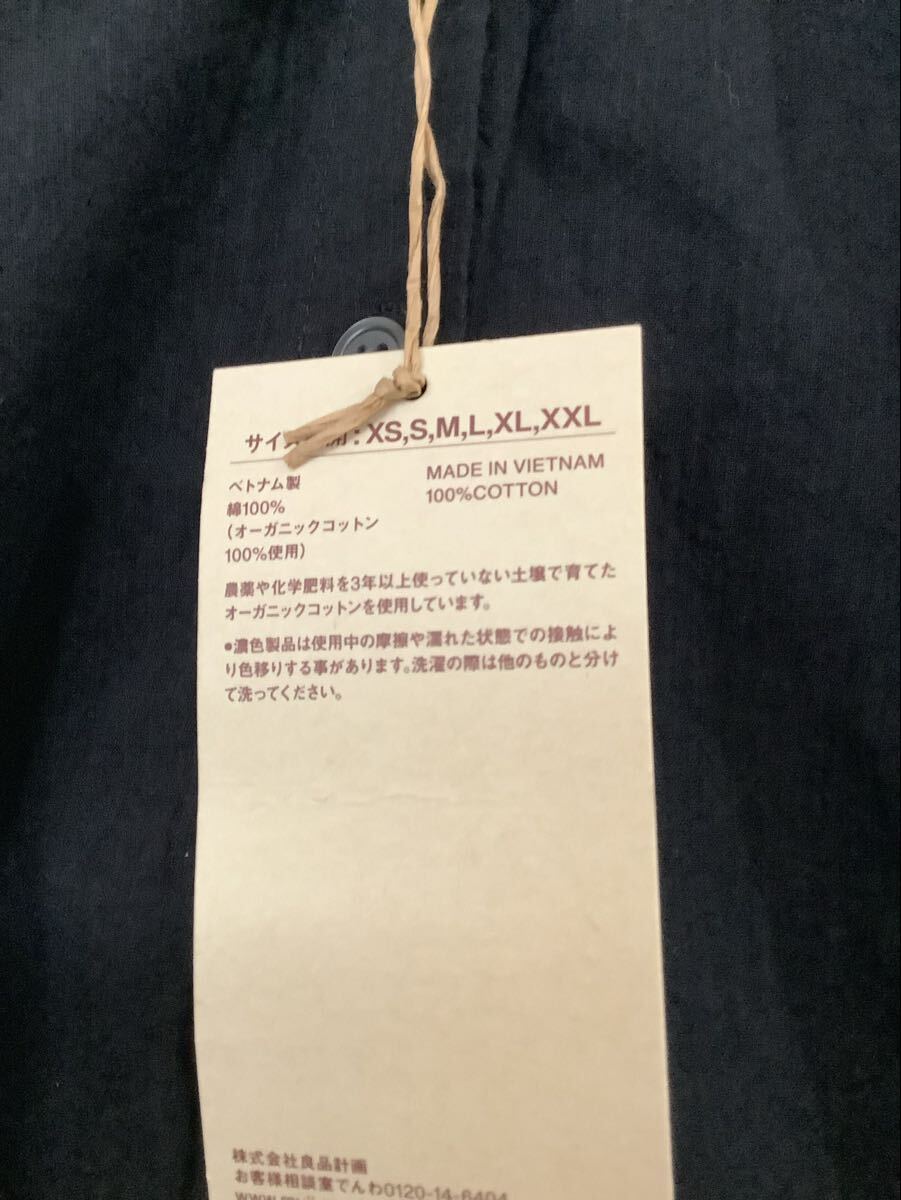 サイズ展開:XS,S,M,L,XL,XXL
ベトナム製
綿100%
(オーガニックコットン
100%使用)
MADE IN VIETNAM
100%COTTON
農薬や化学肥料を3年以上使っていない土壌で育てた
オーガニックコットンを使用しています。
●濃色製品は使用中の摩擦や濡れた状態での接触によ
り色移りする事があります。洗濯の際は他のものと分け
て洗ってください。
株式会社良品計画
お客様相談室でんわ0120-14-6404